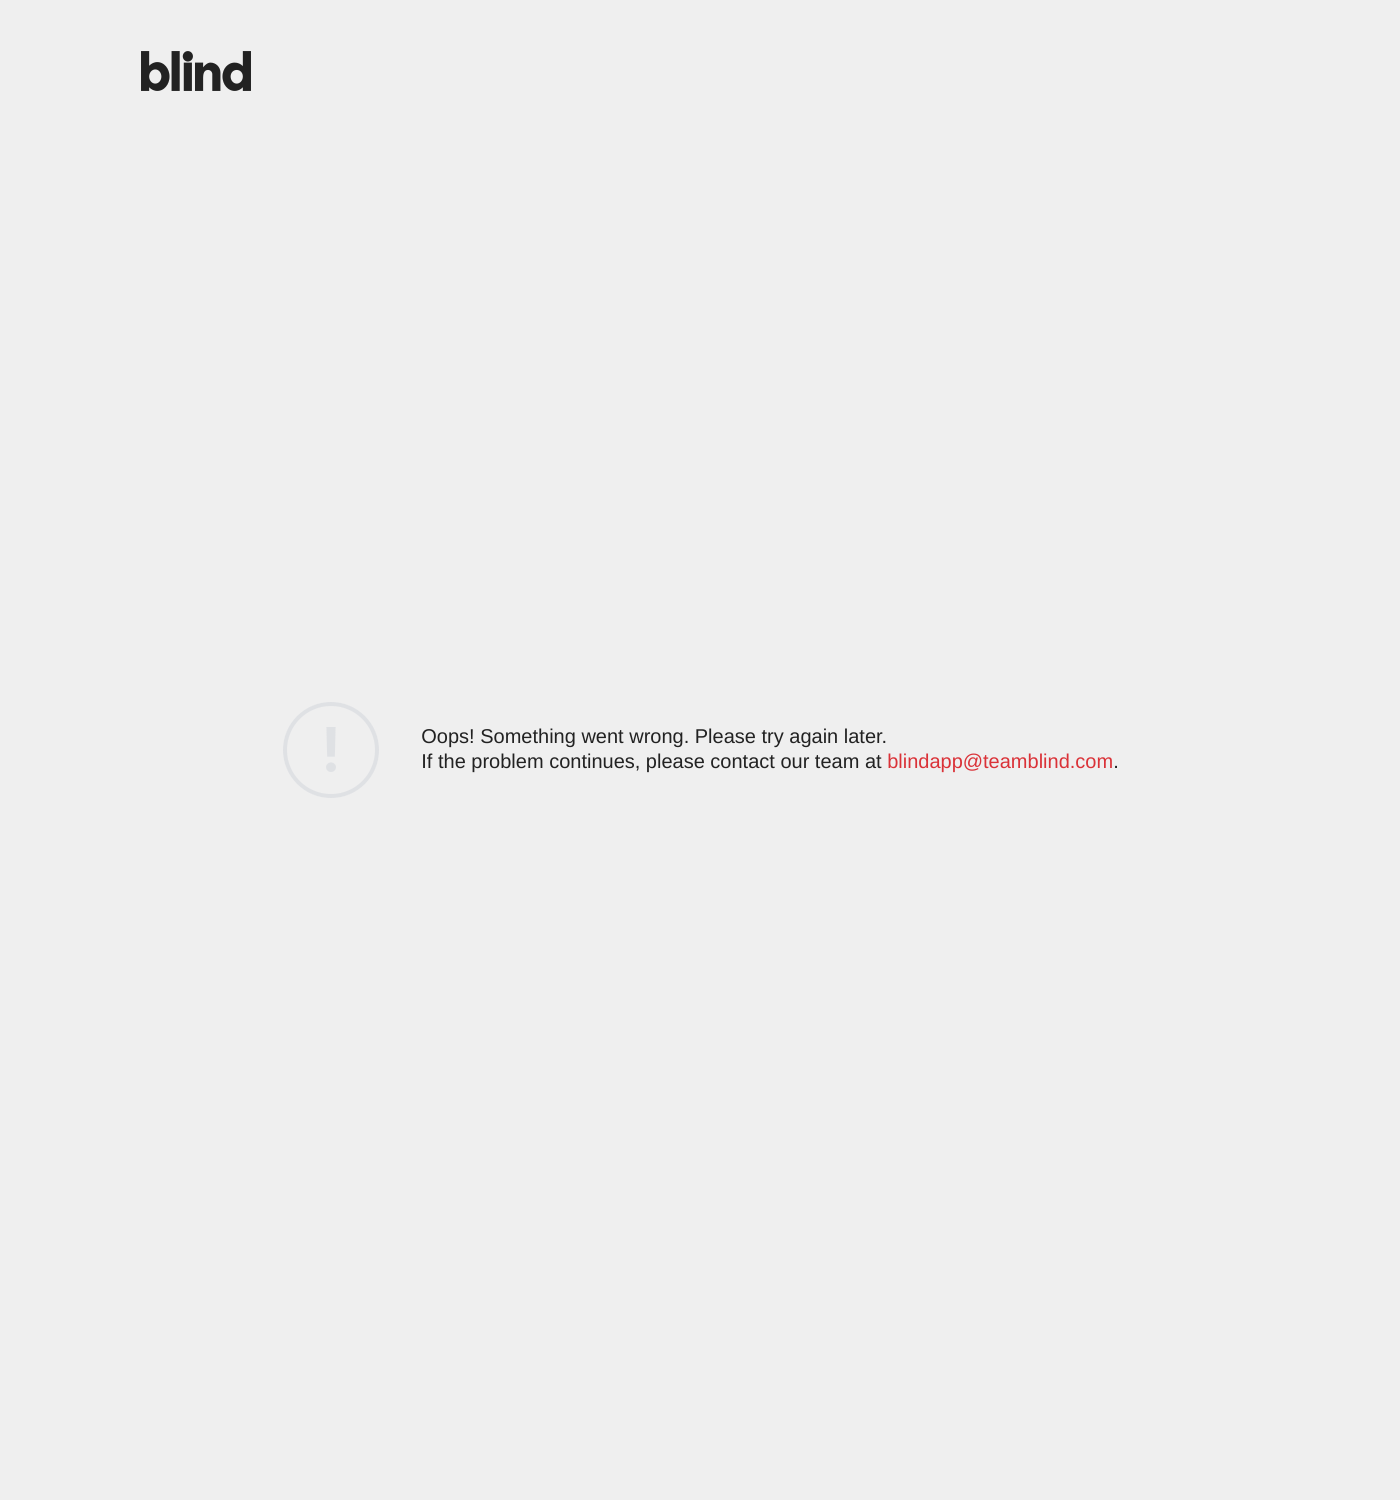 blind
Oops! Something went wrong. Please try again later.
If the problem continues, please contact our team at blindapp@teamblind.com.